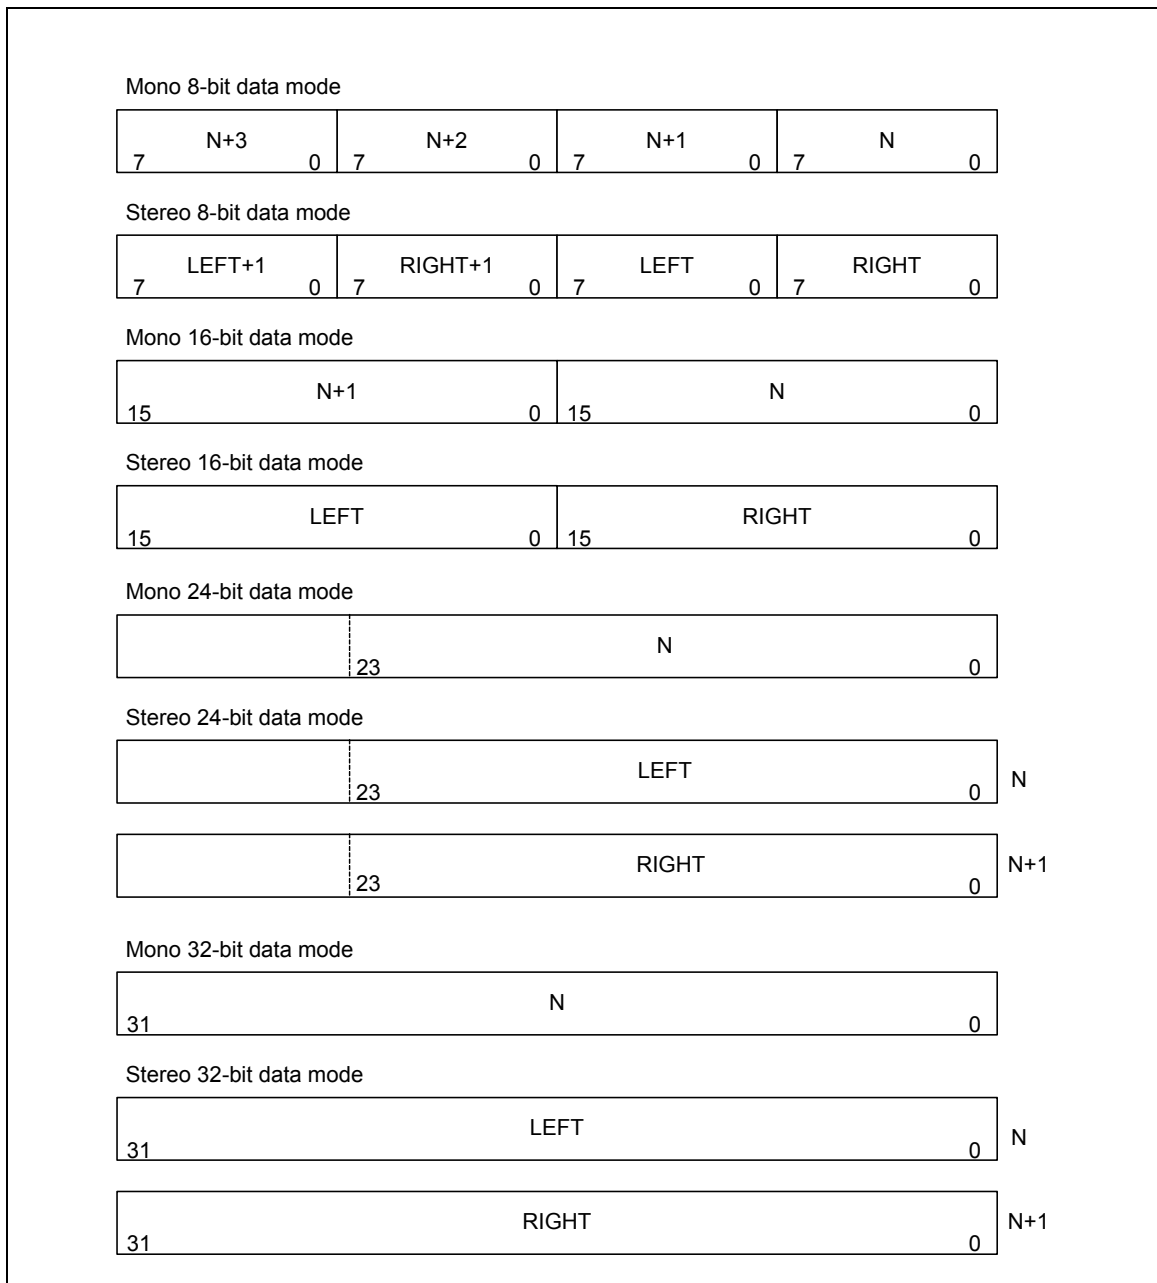 Mono 8-bit data mode
N+3 N+2 N+1 N
7 0 7 0 7 0 7 0
Stereo 8-bit data mode
LEFT+1 RIGHT+1 LEFT RIGHT
7 0 7 0 7 0 7 0
Mono 16-bit data mode
N+1 N
15 0 15 0
Stereo 16-bit data mode
LEFT RIGHT
15 0 15 0
Mono 24-bit data mode
N
23 0
Stereo 24-bit data mode
LEFT N
23 0
RIGHT N+1
23 0
Mono 32-bit data mode
N
31 0
Stereo 32-bit data mode
LEFT N
31 0
RIGHT N+1
31 0